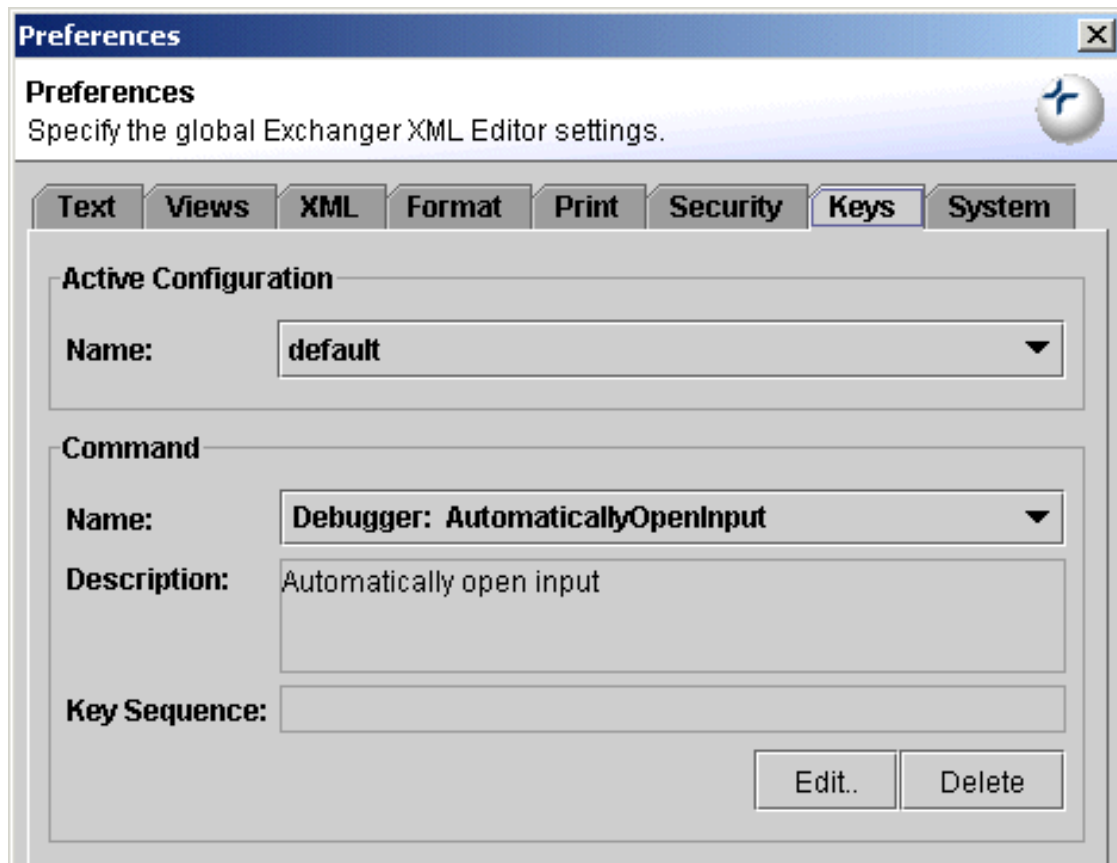 Preferences
Preferences
Specify the global Exchanger XML Editor settings.
Text Views XML Format Print Security Keys System
Active Configuration
Name: default
Command
Name: Debugger: AutomaticallyOpenInput
Description: Automatically open input
Key Sequence:
Edit.. Delete